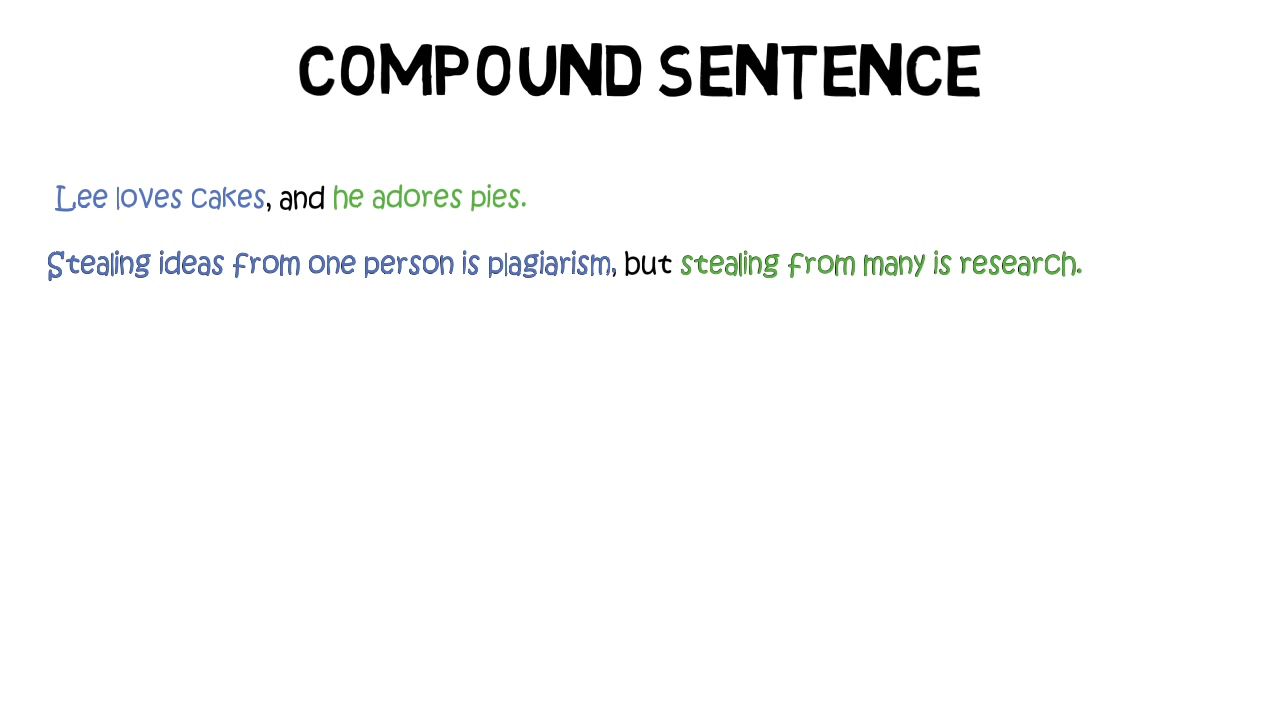 COMPOUND SENTENCE
Lee loves cakes, and he adores pies.
Stealing ideas from one person is plagiarism, but stealing from many is research.